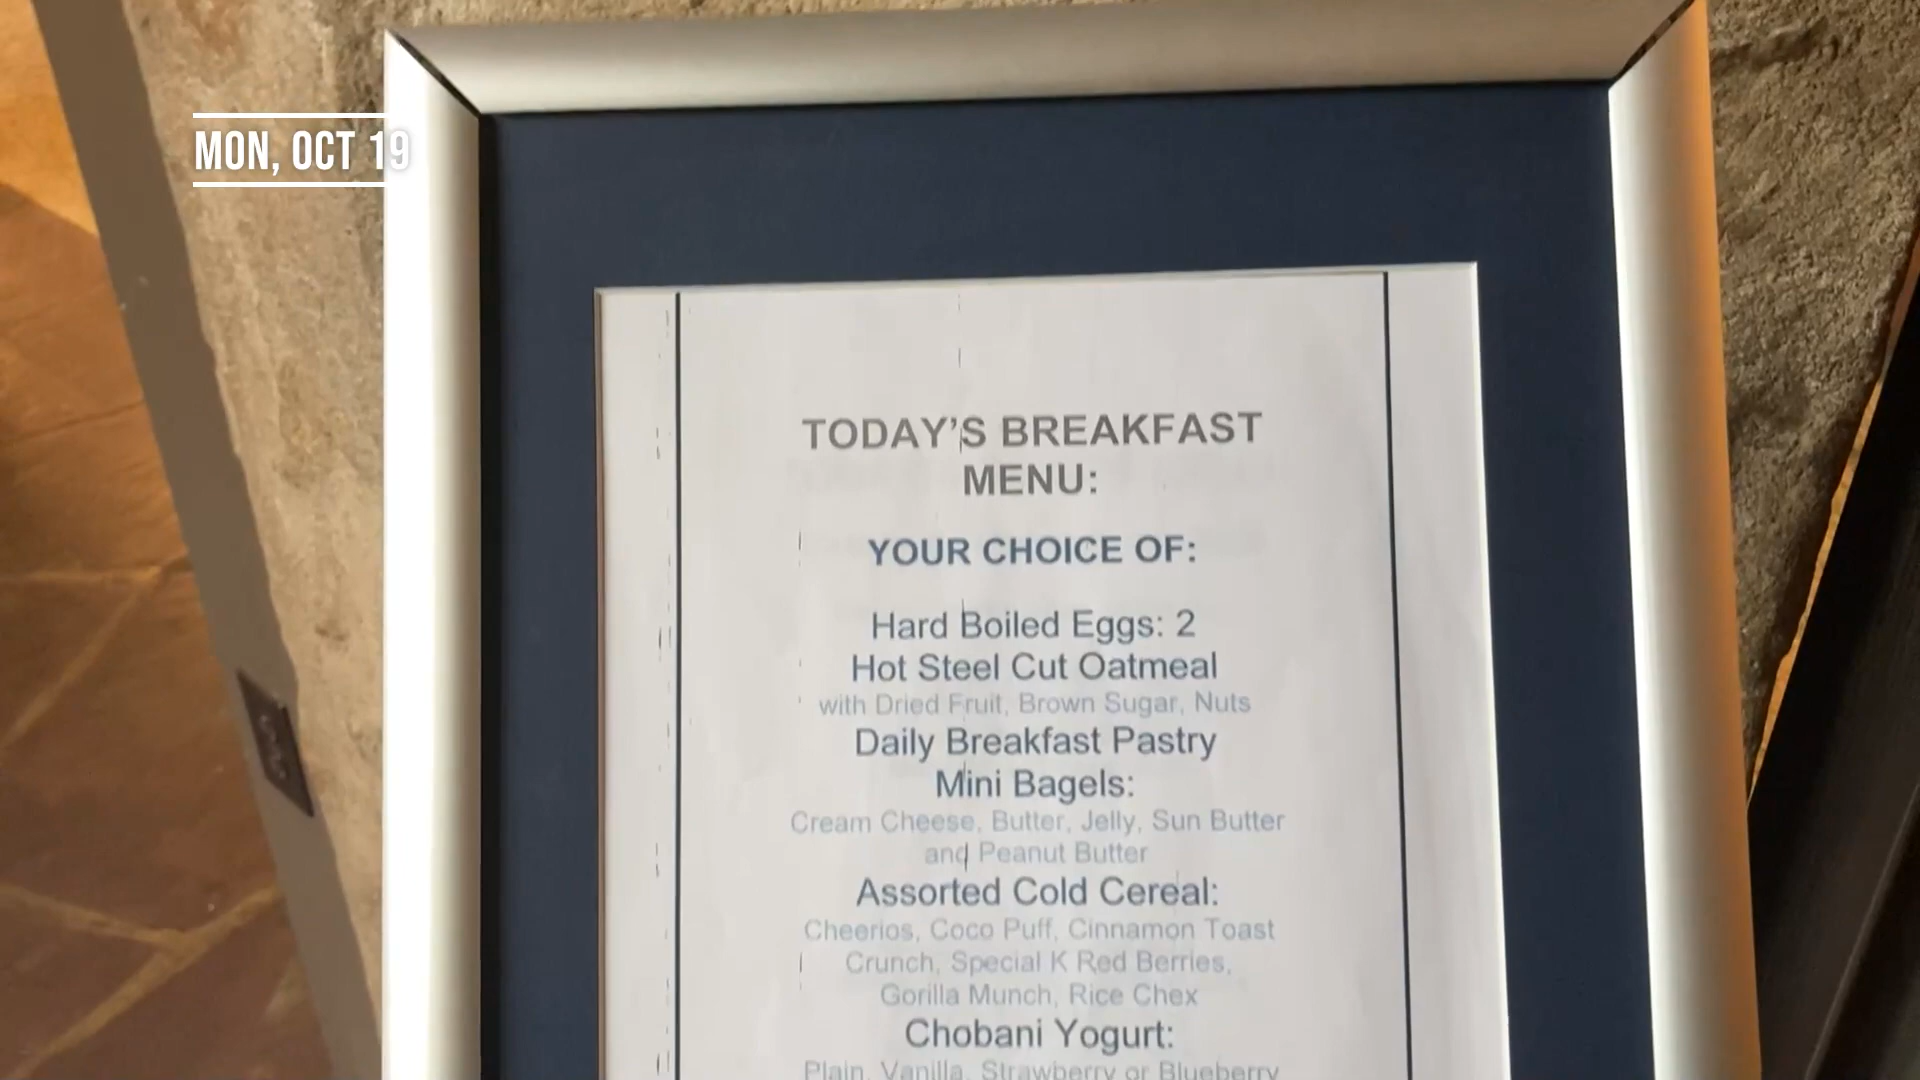 MON, OCT 19
TODAY'S BREAKFAST
MENU:
YOUR CHOICE OF:
Hard Boiled Eggs: 2
Hot Steel Cut Oatmeal
with Dried Fruit, Brown Sugar, Nuts
Daily Breakfast Pastry
Mini Bagels:
Cream Cheese, Butter, Jelly, Sun Butter
and Peanut Butter
Assorted Cold Cereal:
Cheerios, Coco Puff, Cinnamon Toast
Crunch, Special K Red Berries,
Gorilla Munch, Rice Chex
Chobani Yogurt:
Plain, Vanilla, Strawberry or Blueberry